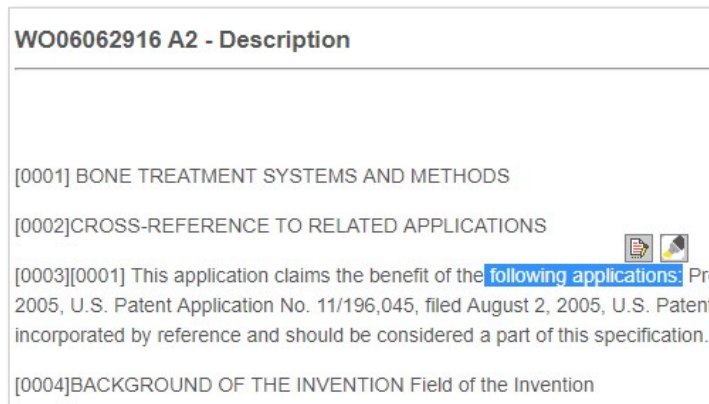 WO06062916 A2 - Description
[0001] BONE TREATMENT SYSTEMS AND METHODS
[0002]CROSS-REFERENCE TO RELATED APPLICATIONS
[0003][0001] This application claims the benefit of the following applications: Pr
2005, U.S. Patent Application No. 11/196,045, filed August 2, 2005, U.S. Patent
incorporated by reference and should be considered a part of this specification.
[0004]BACKGROUND OF THE INVENTION Field of the Invention